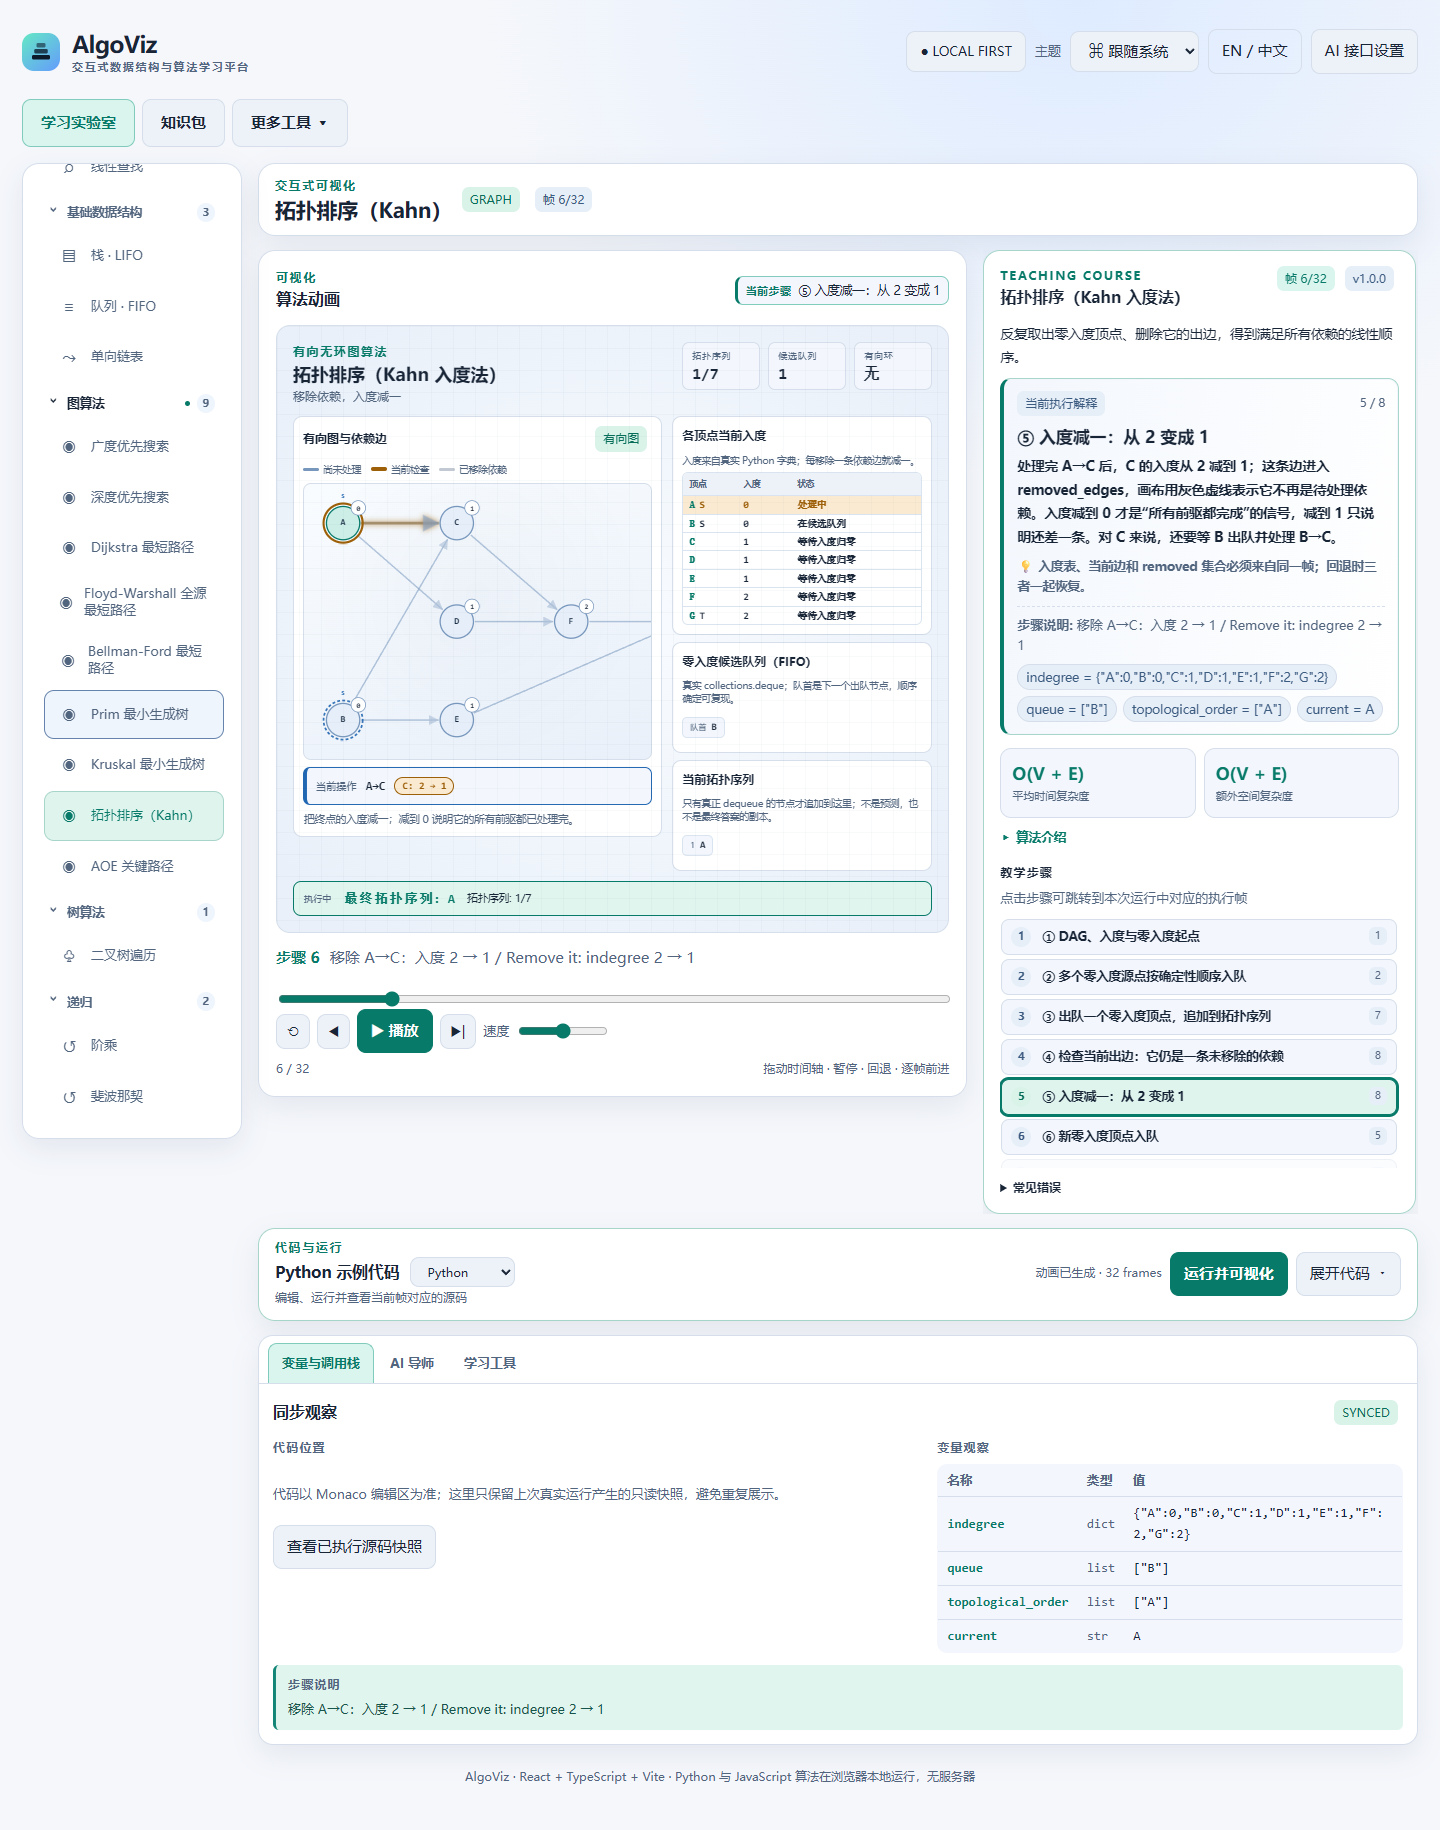 AlgoViz
交互式数据结构与算法学习平台
● LOCAL FIRST
主题
⌘ 跟随系统
EN / 中文
AI 接口设置
学习实验室
知识包
更多工具 ▾
线性查找
基础数据结构
3
栈 · LIFO
队列 · FIFO
单向链表
图算法
9
广度优先搜索
深度优先搜索
Dijkstra 最短路径
Floyd-Warshall 全源
最短路径
Bellman-Ford 最短
路径
Prim 最小生成树
Kruskal 最小生成树
拓扑排序（Kahn）
AOE 关键路径
树算法
1
二叉树遍历
递归
2
阶乘
斐波那契
交互式可视化
拓扑排序（Kahn）
GRAPH
帧 6/32
可视化
算法动画
当前步骤 ⑤ 入度减一：从 2 变成 1
有向无环图算法
拓扑排序（Kahn 入度法）
移除依赖，入度减一
拓扑序列
1/7
候选队列
1
有向环
无
有向图与依赖边
有向图
尚未处理
当前检查
已移除依赖
S
A
0
C
1
D
1
F
2
S
B
0
E
1
当前操作 A→C C: 2 → 1
把终点的入度减一；减到 0 说明它的所有前驱都已处理完。
各顶点当前入度
入度来自真实 Python 字典；每移除一条依赖边就减一。
顶点 入度 状态
A S 0 处理中
B S 0 在候选队列
C 1 等待入度归零
D 1 等待入度归零
E 1 等待入度归零
F 2 等待入度归零
G T 2 等待入度归零
零入度候选队列（FIFO）
真实 collections.deque；队首是下一个出队节点，顺序
确定可复现。
队首 B
当前拓扑序列
只有真正 dequeue 的节点才追加到这里；不是预测，也
不是最终答案的副本。
1 A
执行中 最终拓扑序列：A 拓扑序列: 1/7
步骤 6 移除 A→C：入度 2 → 1 / Remove it: indegree 2 → 1
▶ 播放
速度
6 / 32
拖动时间轴 · 暂停 · 回退 · 逐帧前进
TEACHING COURSE
拓扑排序（Kahn 入度法）
帧 6/32
v1.0.0
反复取出零入度顶点、删除它的出边，得到满足所有依赖的线性顺
序。
当前执行解释
5 / 8
⑤ 入度减一：从 2 变成 1
处理完 A→C 后，C 的入度从 2 减到 1；这条边进入
removed_edges，画布用灰色虚线表示它不再是待处理依
赖。入度减到 0 才是“所有前驱都完成”的信号，减到 1 只说
明还差一条。对 C 来说，还要等 B 出队并处理 B→C。
💡 入度表、当前边和 removed 集合必须来自同一帧；回退时三
者一起恢复。
步骤说明: 移除 A→C：入度 2 → 1 / Remove it: indegree 2 →
1
indegree = {"A":0,"B":0,"C":1,"D":1,"E":1,"F":2,"G":2}
queue = ["B"]
topological_order = ["A"]
current = A
O(V + E)
平均时间复杂度
O(V + E)
额外空间复杂度
▸ 算法介绍
教学步骤
点击步骤可跳转到本次运行中对应的执行帧
1 ① DAG、入度与零入度起点 1
2 ② 多个零入度源点按确定性顺序入队 2
3 ③ 出队一个零入度顶点，追加到拓扑序列 7
4 ④ 检查当前出边：它仍是一条未移除的依赖 8
5 ⑤ 入度减一：从 2 变成 1 8
6 ⑥ 新零入度顶点入队 5
▶ 常见错误
代码与运行
Python 示例代码
Python
编辑、运行并查看当前帧对应的源码
动画已生成 · 32 frames
运行并可视化
展开代码
变量与调用栈
AI 导师
学习工具
同步观察
SYNCED
代码位置
代码以 Monaco 编辑区为准；这里只保留上次真实运行产生的只读快照，避免重复展示。
查看已执行源码快照
变量观察
名称 类型 值
indegree dict {"A":0,"B":0,"C":1,"D":1,"E":1,"F":
2,"G":2}
queue list ["B"]
topological_order list ["A"]
current str A
步骤说明
移除 A→C：入度 2 → 1 / Remove it: indegree 2 → 1
AlgoViz · React + TypeScript + Vite · Python 与 JavaScript 算法在浏览器本地运行，无服务器